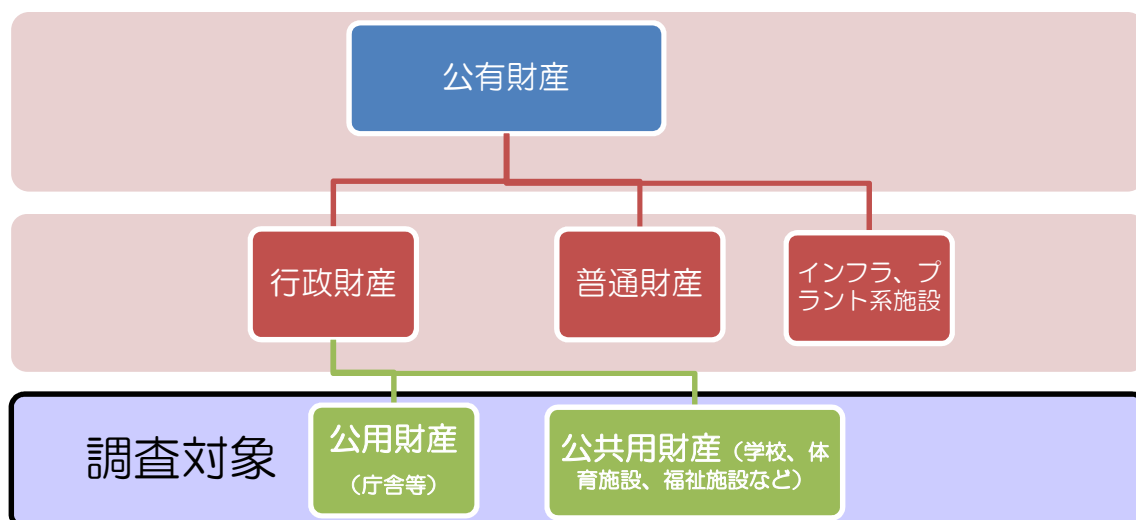 公有財産
行政財産
普通財産
インフラ、プ
ラント系施設
調査対象
公用財産
（庁舎等）
公共用財産（学校、体
育施設、福祉施設など）